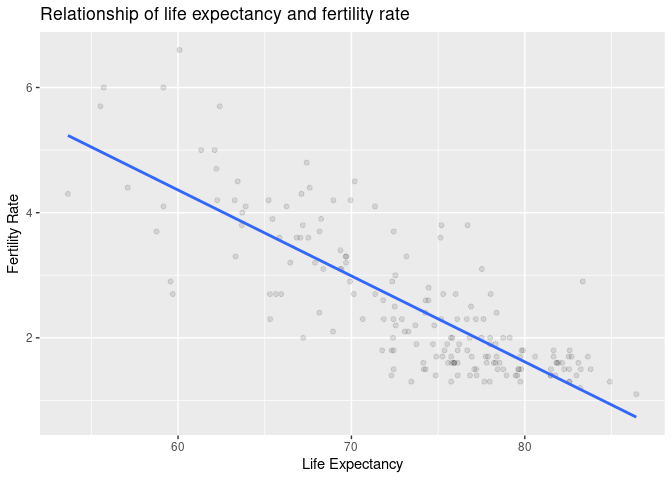 Relationship of life expectancy and fertility rate
6
4
2
Fertility Rate
60
70
80
Life Expectancy